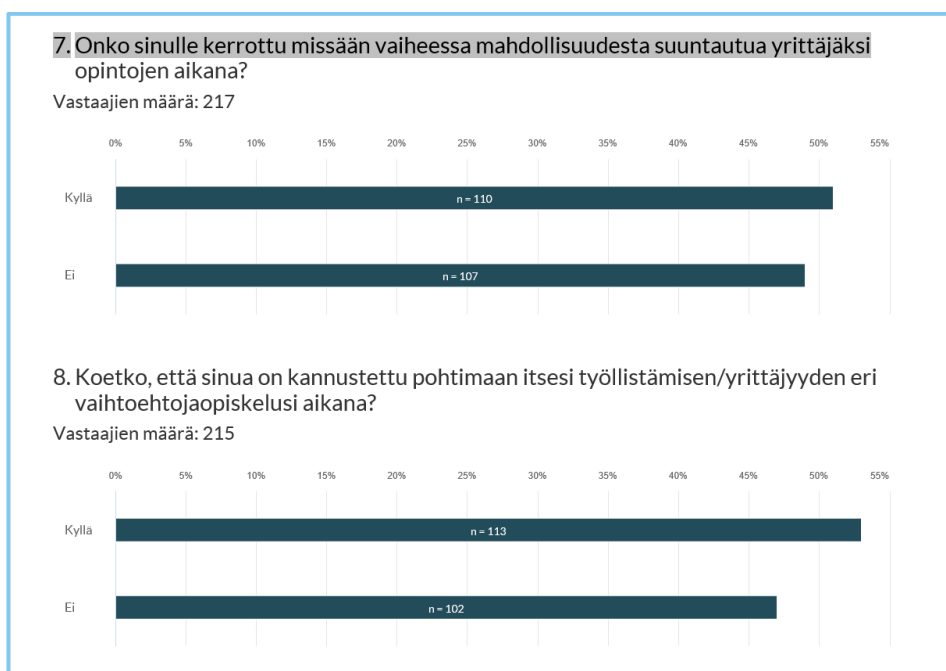 7. Onko sinulle kerrottu missään vaiheessa mahdollisuudesta suuntautua yrittäjäksi
opintojen aikana?
Vastaajien määrä: 217
0% 5% 10% 15% 20% 25% 30% 35% 40% 45% 50% 55%
Kyllä n = 110
Ei n = 107
8. Koetko, että sinua on kannustettu pohtimaan itsesi työllistämisen/yrittäjyyden eri
vaihtoehtojaopiskelusi aikana?
Vastaajien määrä: 215
0% 5% 10% 15% 20% 25% 30% 35% 40% 45% 50% 55%
Kyllä n = 113
Ei n = 102